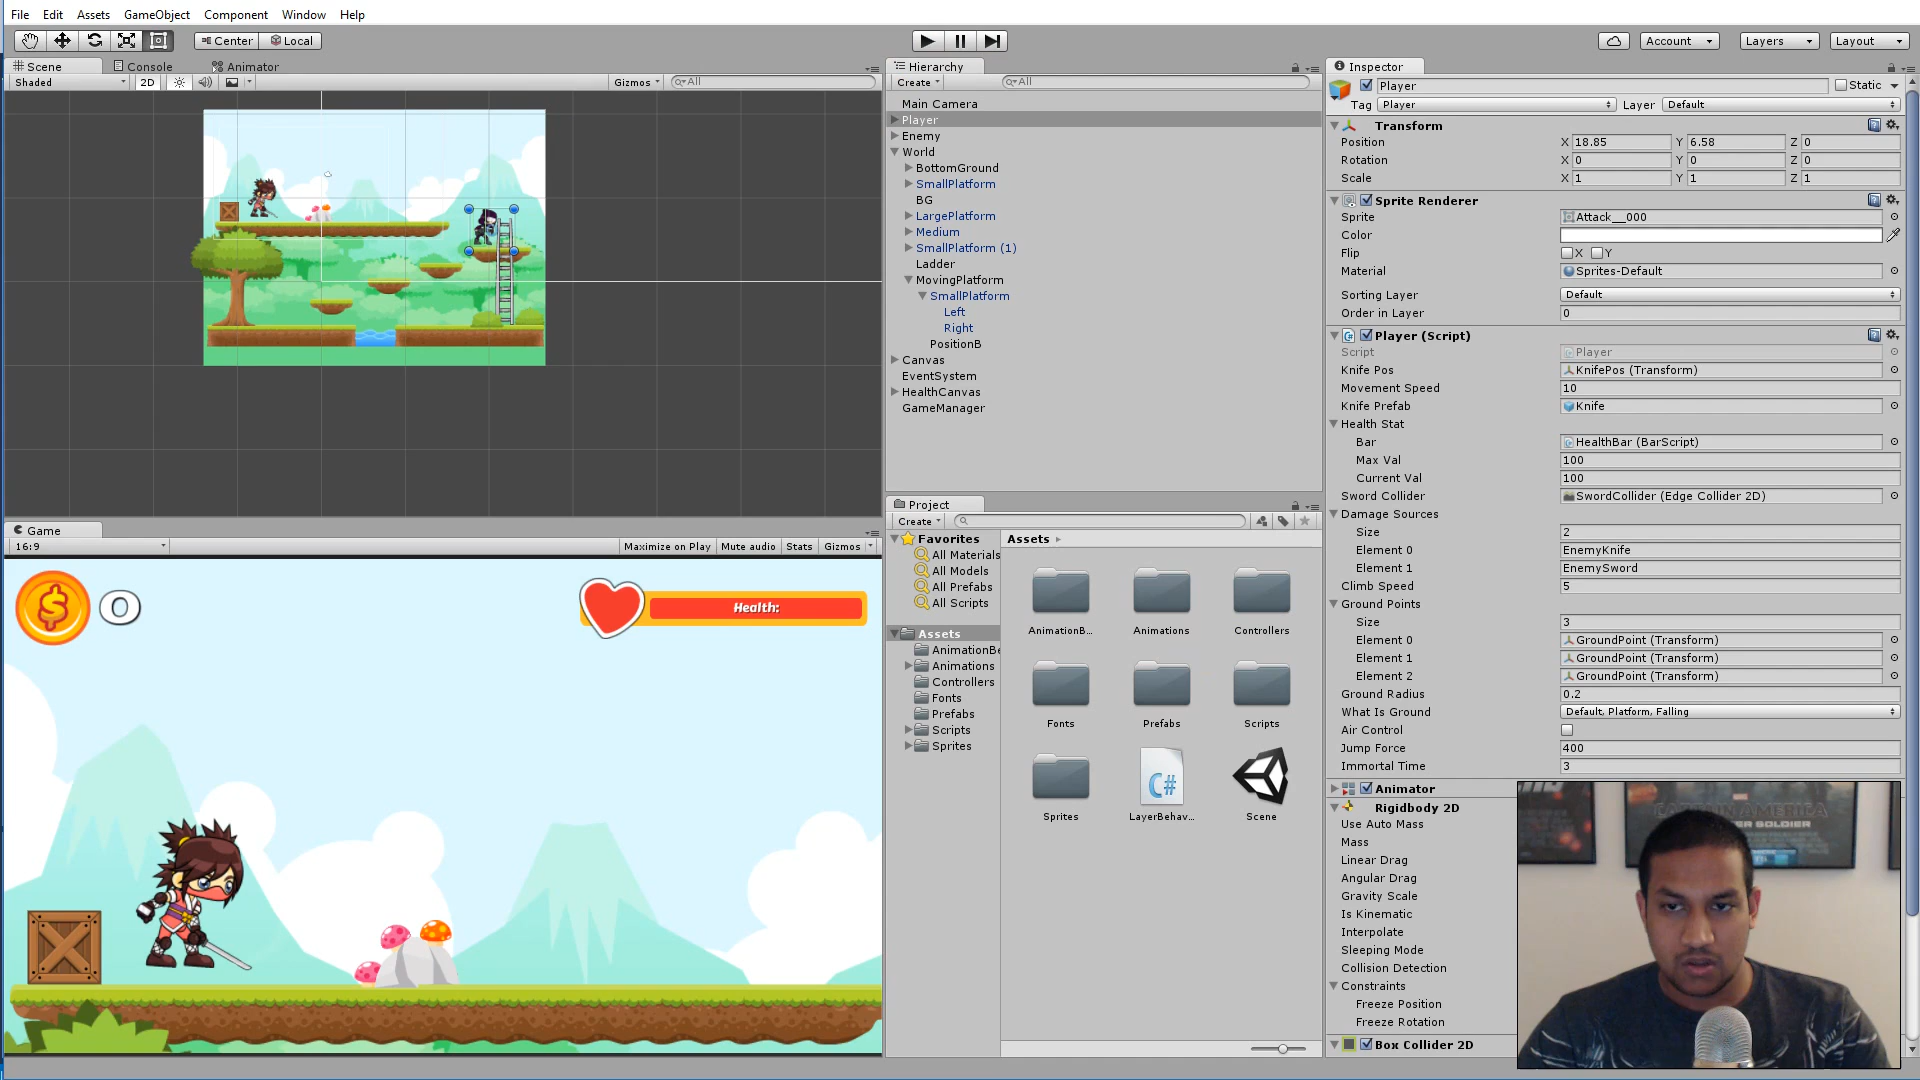 File Edit Assets GameObject Component Window Help
Center Local
Account Layers Layout
Scene Console Animator
Shaded 2D Gizmos All
Hierarchy
Create All
Main Camera
Player
Enemy
World
BottomGround
SmallPlatform
BG
LargePlatform
Medium
SmallPlatform (1)
Ladder
MovingPlatform
SmallPlatform
Left
Right
PositionB
Canvas
EventSystem
HealthCanvas
GameManager
Game
16:9 Maximize on Play Mute audio Stats Gizmos
$ 0
Health:
Project
Create
Favorites
All Materials
All Models
All Prefabs
All Scripts
Assets
AnimationBe
Animations
Controllers
Fonts
Prefabs
Scripts
Sprites
Assets
AnimationB... Animations Controllers
Fonts Prefabs Scripts
C#
Sprites LayerBehav... Scene
Inspector
Player Static
Tag Player Layer Default
Transform
Position X 18.85 Y 6.58 Z 0
Rotation X 0 Y 0 Z 0
Scale X 1 Y 1 Z 1
Sprite Renderer
Sprite Attack__000
Color
Flip X Y
Material Sprites-Default
Sorting Layer Default
Order in Layer 0
Player (Script)
Script Player
Knife Pos KnifePos (Transform)
Movement Speed 10
Knife Prefab Knife
Health Stat
Bar HealthBar (BarScript)
Max Val 100
Current Val 100
Sword Collider SwordCollider (Edge Collider 2D)
Damage Sources
Size 2
Element 0 EnemyKnife
Element 1 EnemySword
Climb Speed 5
Ground Points
Size 3
Element 0 GroundPoint (Transform)
Element 1 GroundPoint (Transform)
Element 2 GroundPoint (Transform)
Ground Radius 0.2
What Is Ground Default, Platform, Falling
Air Control
Jump Force 400
Immortal Time 3
Animator
Rigidbody 2D
Use Auto Mass
Mass
Linear Drag
Angular Drag
Gravity Scale
Is Kinematic
Interpolate
Sleeping Mode
Collision Detection
Constraints
Freeze Position
Freeze Rotation
Box Collider 2D
CAPTAIN AMERICA
ER SOLDIER